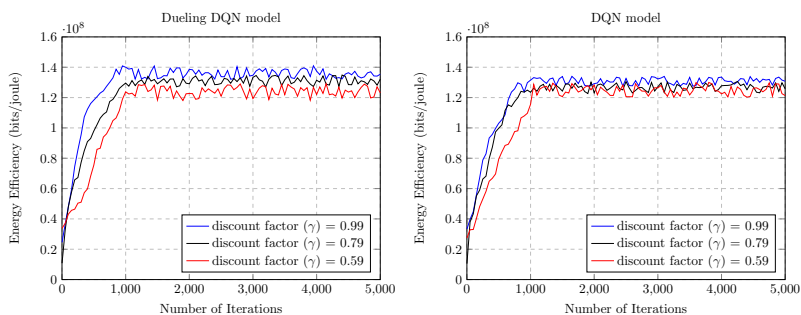 Dueling DQN model
·10⁸
1.6
1.4
1.2
1
0.8
0.6
0.4
0.2
0
Energy Efficiency (bits/joule)
discount factor (γ) = 0.99
discount factor (γ) = 0.79
discount factor (γ) = 0.59
0 1,000 2,000 3,000 4,000 5,000
Number of Iterations
DQN model
·10⁸
1.6
1.4
1.2
1
0.8
0.6
0.4
0.2
0
Energy Efficiency (bits/joule)
discount factor (γ) = 0.99
discount factor (γ) = 0.79
discount factor (γ) = 0.59
0 1,000 2,000 3,000 4,000 5,000
Number of Iterations